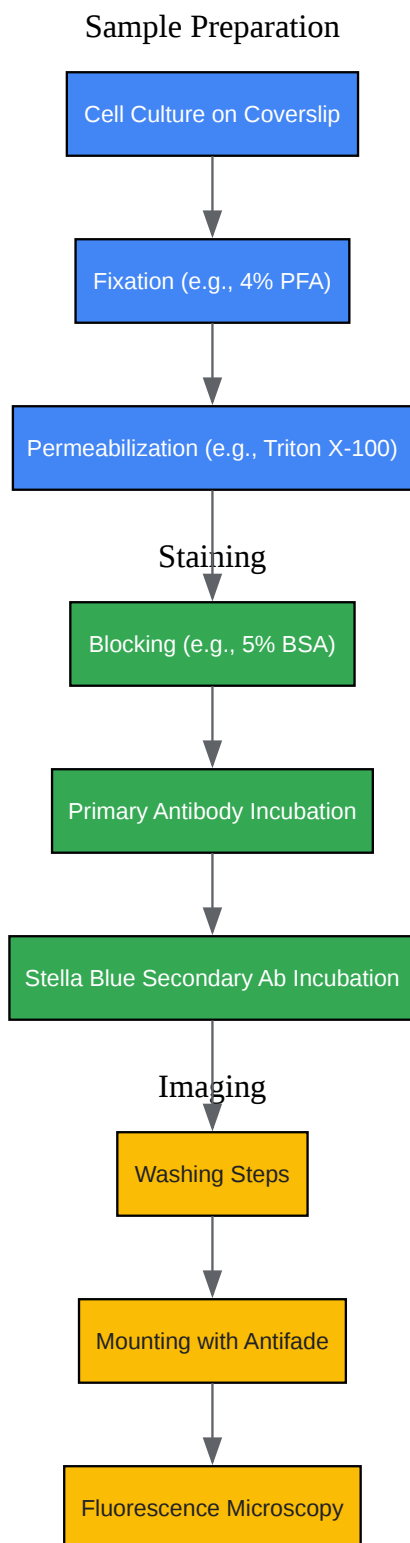 Sample Preparation
Cell Culture on Coverslip
Fixation (e.g., 4% PFA)
Permeabilization (e.g., Triton X-100)
Staining
Blocking (e.g., 5% BSA)
Primary Antibody Incubation
Stella Blue Secondary Ab Incubation
Imaging
Washing Steps
Mounting with Antifade
Fluorescence Microscopy